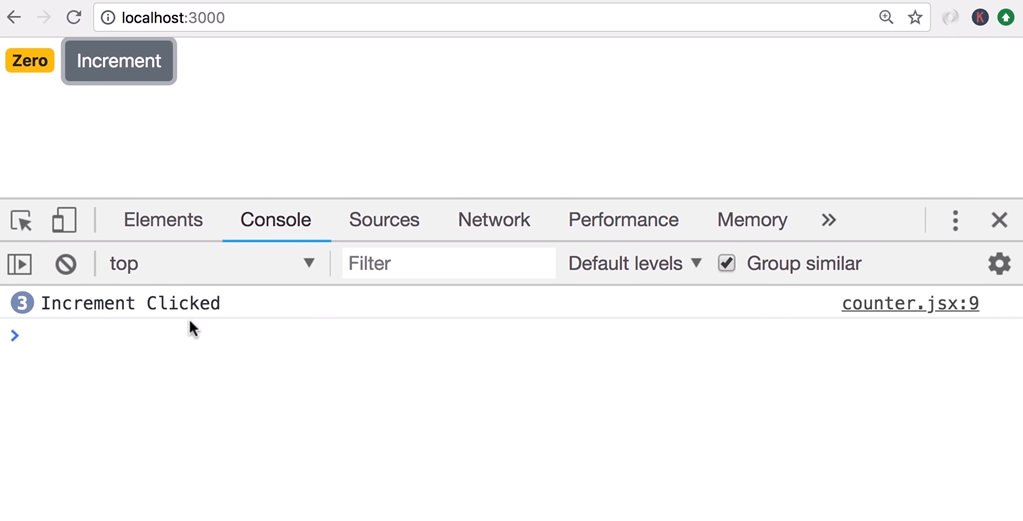 localhost:3000
K
Zero Increment
Elements Console Sources Network Performance Memory »
top Filter Default levels Group similar
3 Increment Clicked counter.jsx:9